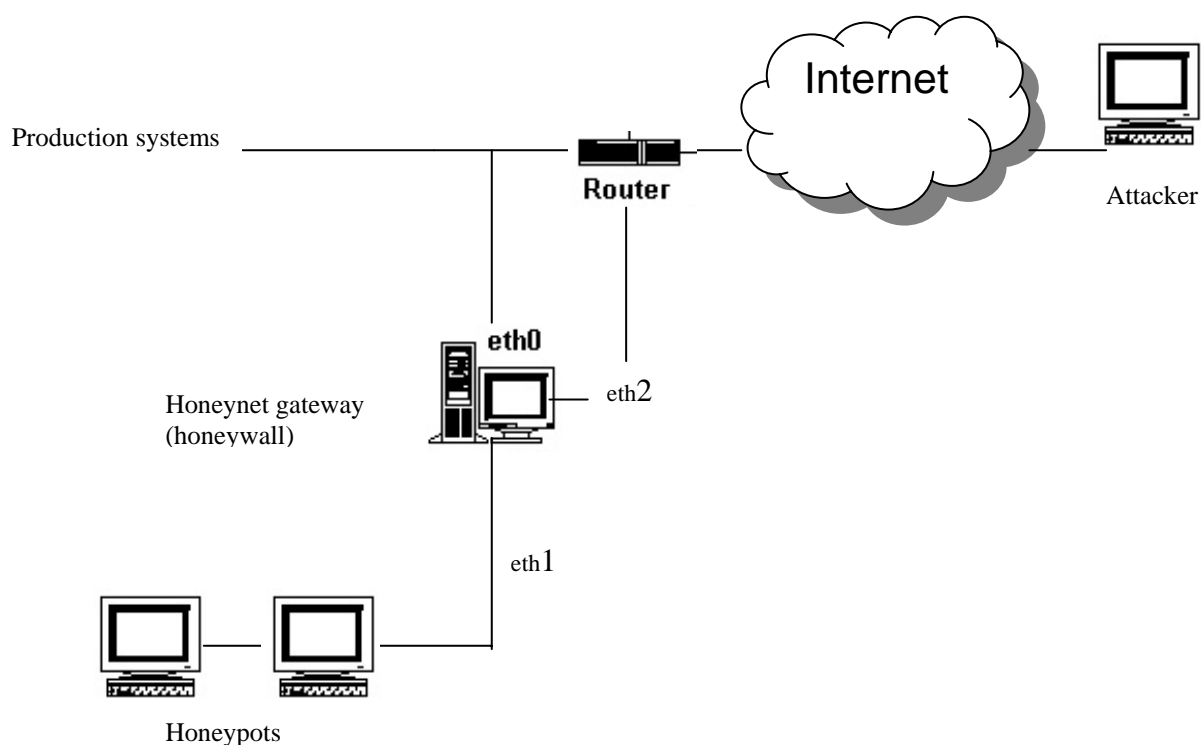 Internet
Production systems
Router
Attacker
eth0
eth2
Honeynet gateway
(honeywall)
eth1
Honeypots